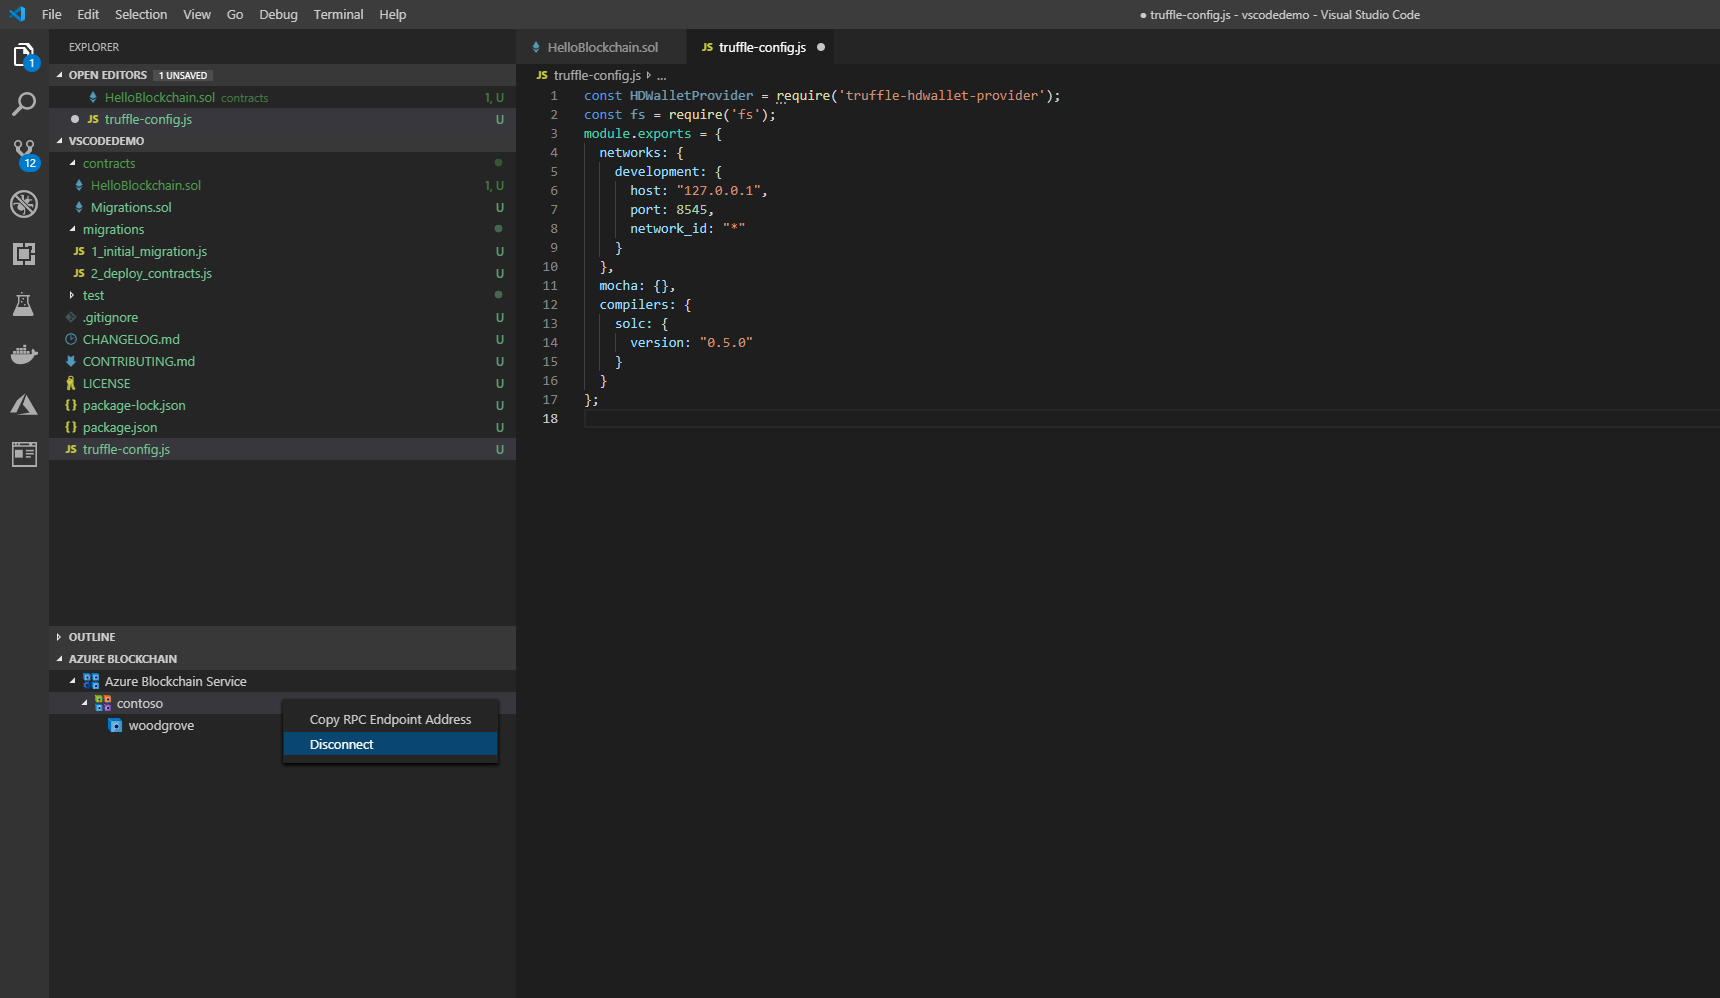 File Edit Selection View Go Debug Terminal Help
● truffle-config.js - vscodedemo - Visual Studio Code
1
12
EXPLORER
OPEN EDITORS 1 UNSAVED
HelloBlockchain.sol contracts 1, U
● JS truffle-config.js U
VSCODEDEMO
contracts
HelloBlockchain.sol 1, U
Migrations.sol U
migrations
JS 1_initial_migration.js U
JS 2_deploy_contracts.js U
test
.gitignore U
CHANGELOG.md U
CONTRIBUTING.md U
LICENSE U
{} package-lock.json U
{} package.json U
JS truffle-config.js U
OUTLINE
AZURE BLOCKCHAIN
Azure Blockchain Service
contoso
woodgrove
Copy RPC Endpoint Address
Disconnect
HelloBlockchain.sol
JS truffle-config.js ●
JS truffle-config.js ...
1 const HDWalletProvider = require('truffle-hdwallet-provider');
2 const fs = require('fs');
3 module.exports = {
4 networks: {
5 development: {
6 host: "127.0.0.1",
7 port: 8545,
8 network_id: "*"
9 }
10 },
11 mocha: {},
12 compilers: {
13 solc: {
14 version: "0.5.0"
15 }
16 }
17 };
18